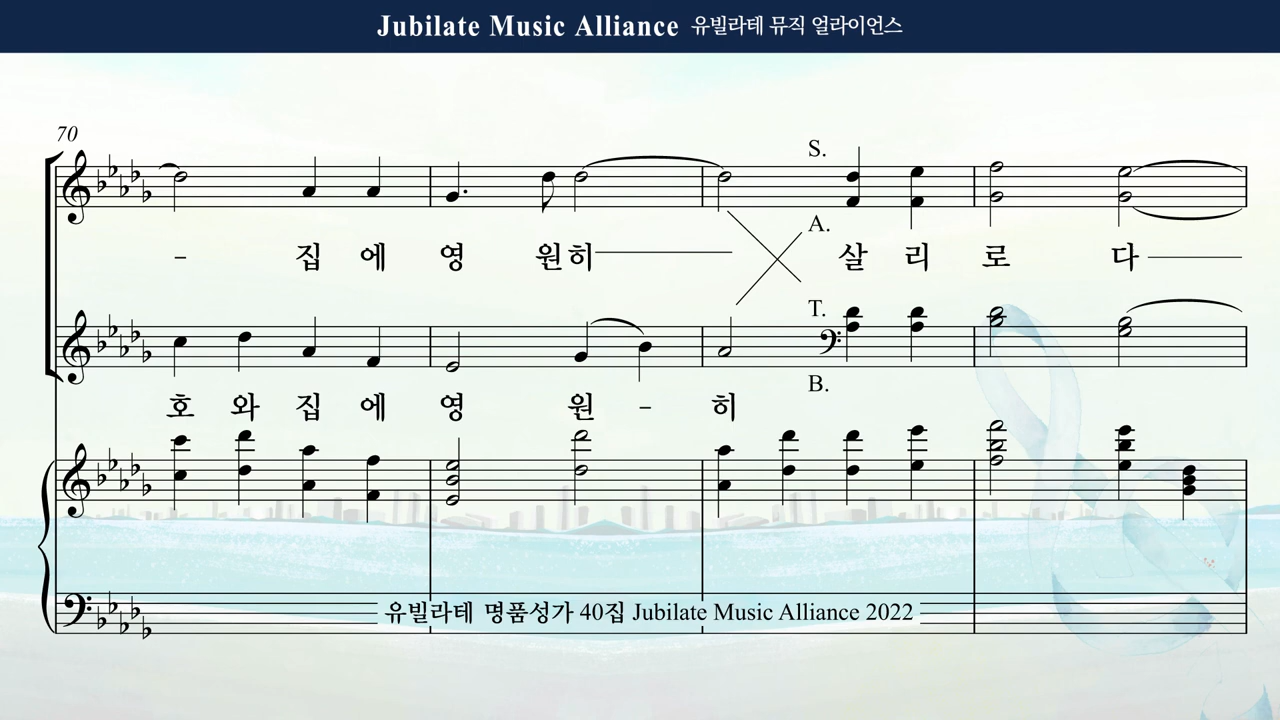 Jubilate Music Alliance 유빌라테 뮤직 얼라이언스
70
S.
A.
- 집 에 영 원 히 살 리 로 다
T.
B.
호 와 집 에 영 원 - 히
유빌라테 명품성가 40집 Jubilate Music Alliance 2022